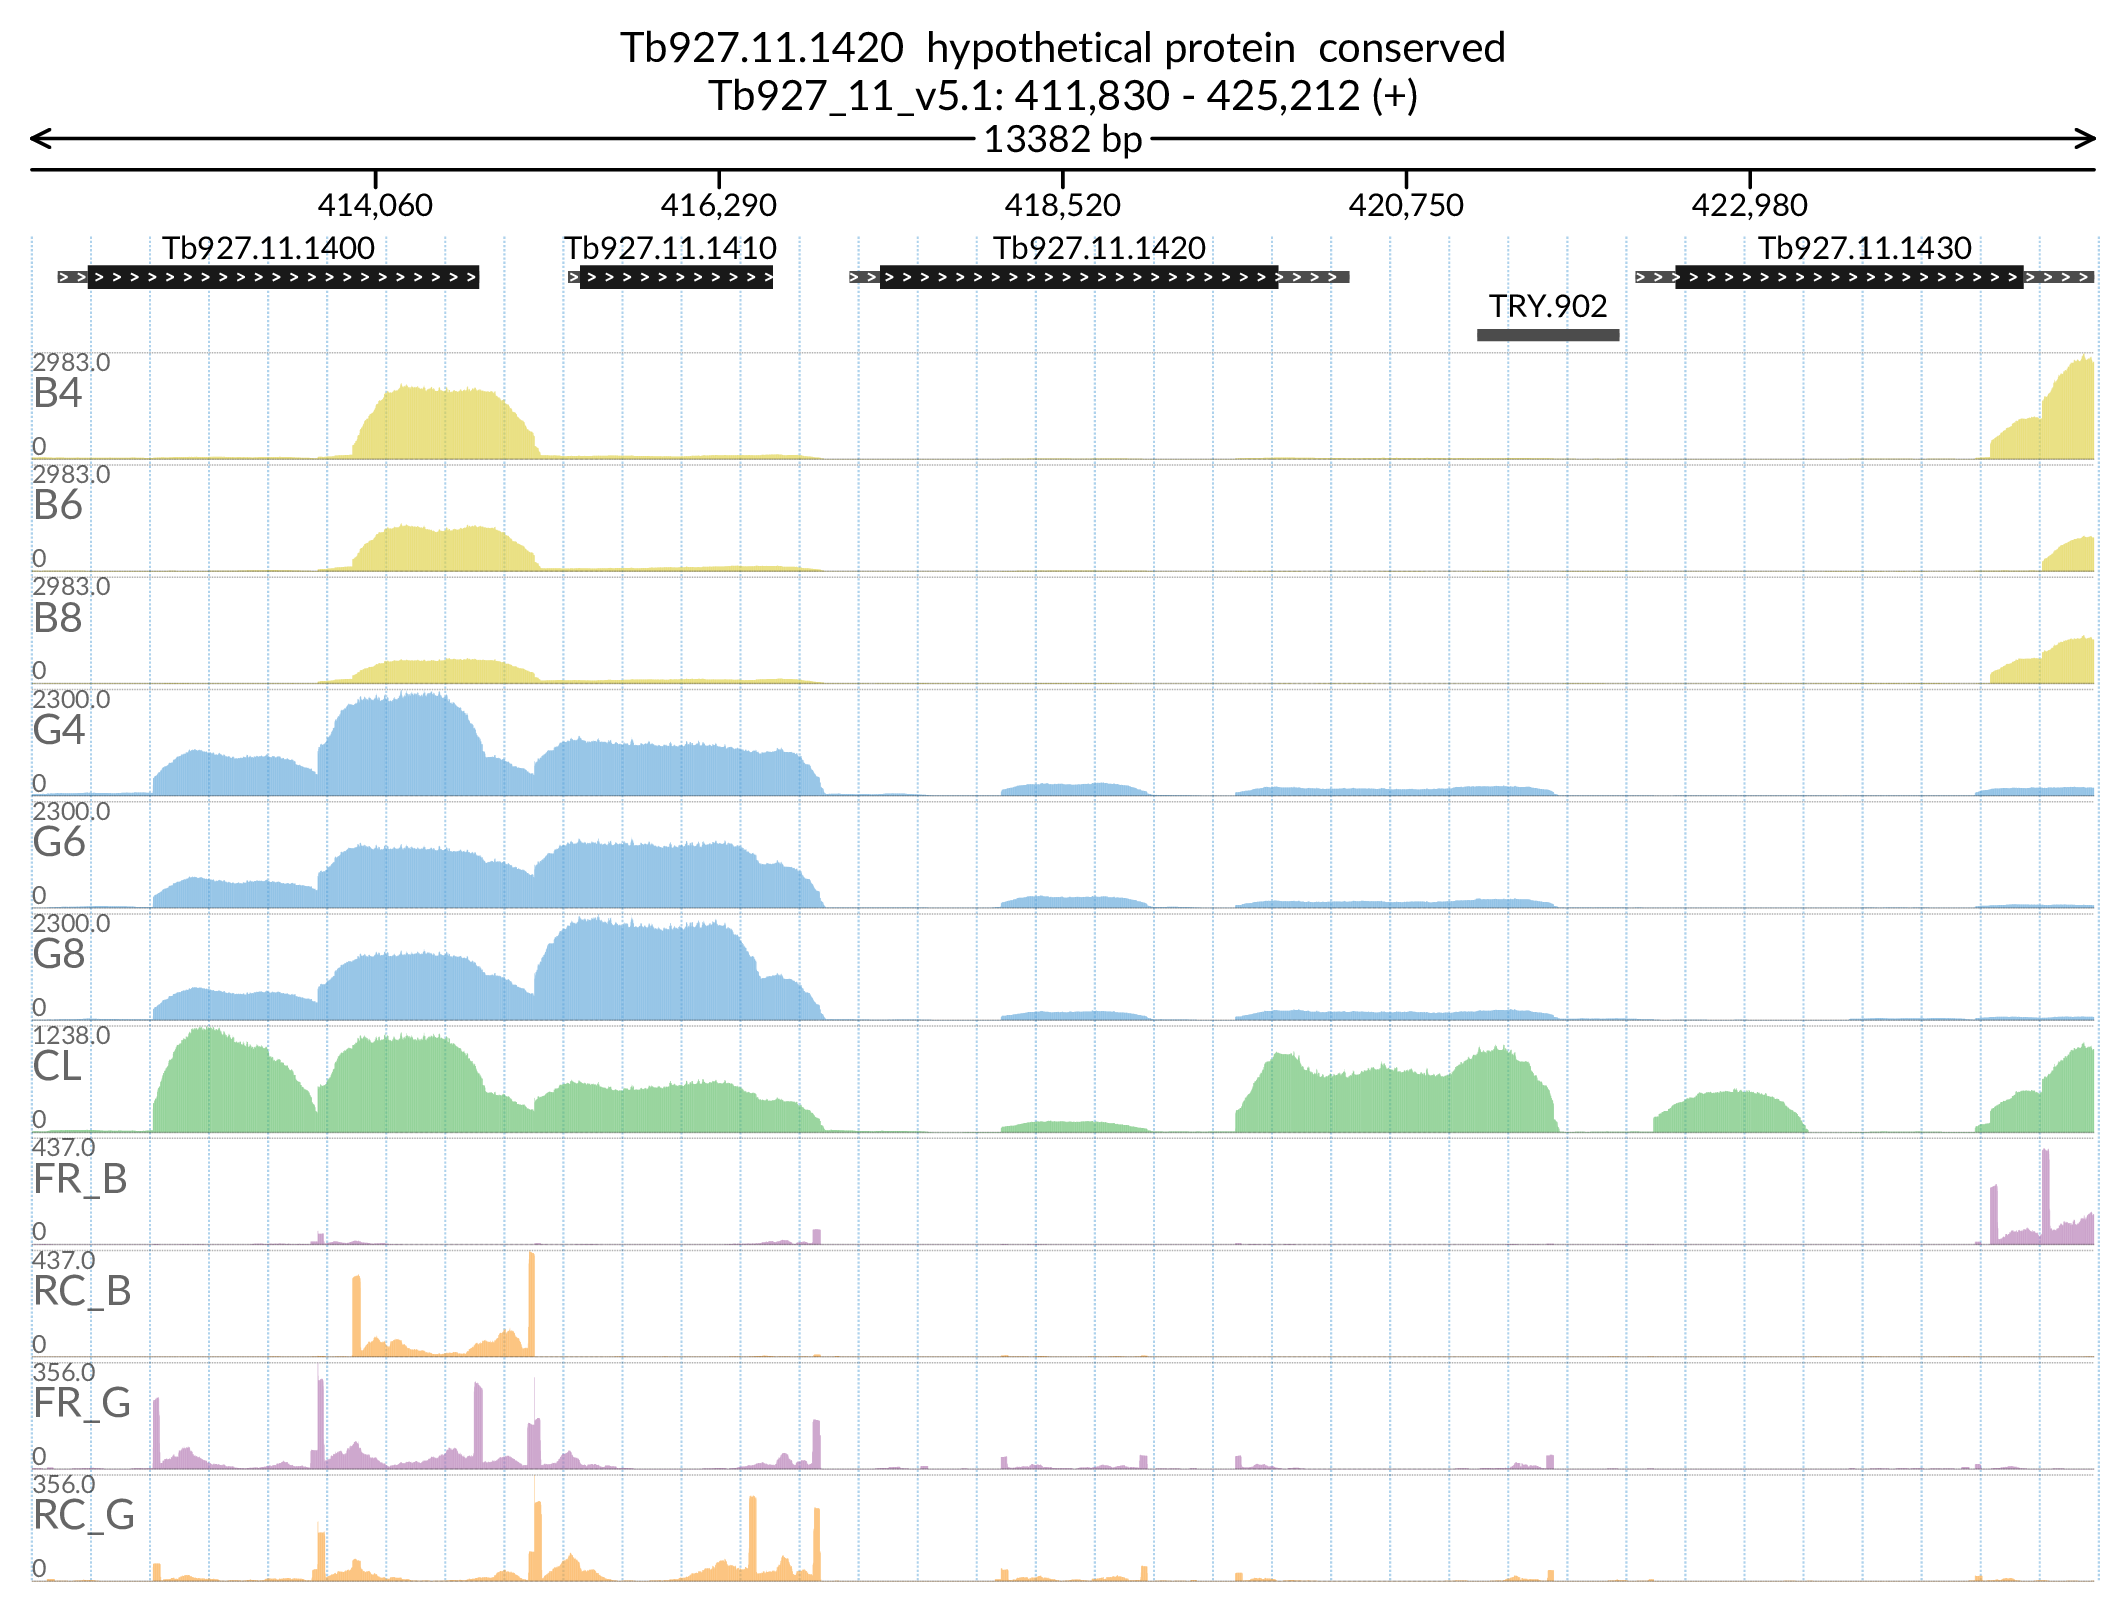 Tb927.11.1420 hypothetical protein conserved
Tb927_11_v5.1: 411,830 - 425,212 (+)
13382 bp
414,060 416,290 418,520 420,750 422,980
Tb927.11.1400 Tb927.11.1410 Tb927.11.1420 Tb927.11.1430
TRY.902
2983.0
B4
0
2983.0
B6
0
2983.0
B8
0
2300.0
G4
0
2300.0
G6
0
2300.0
G8
0
1238.0
CL
0
437.0
FR_B
0
437.0
RC_B
0
356.0
FR_G
0
356.0
RC_G
0